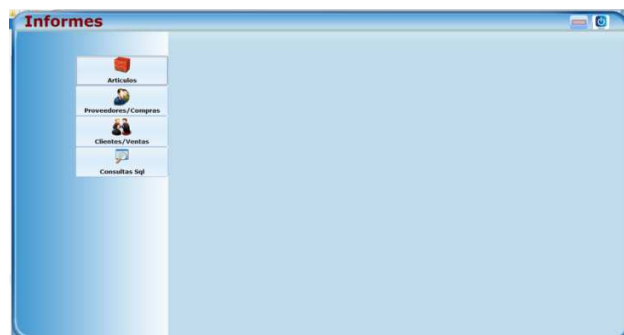 Informes
Articulos
Proveedores/Compras
Clientes/Ventas
Consultas Sql